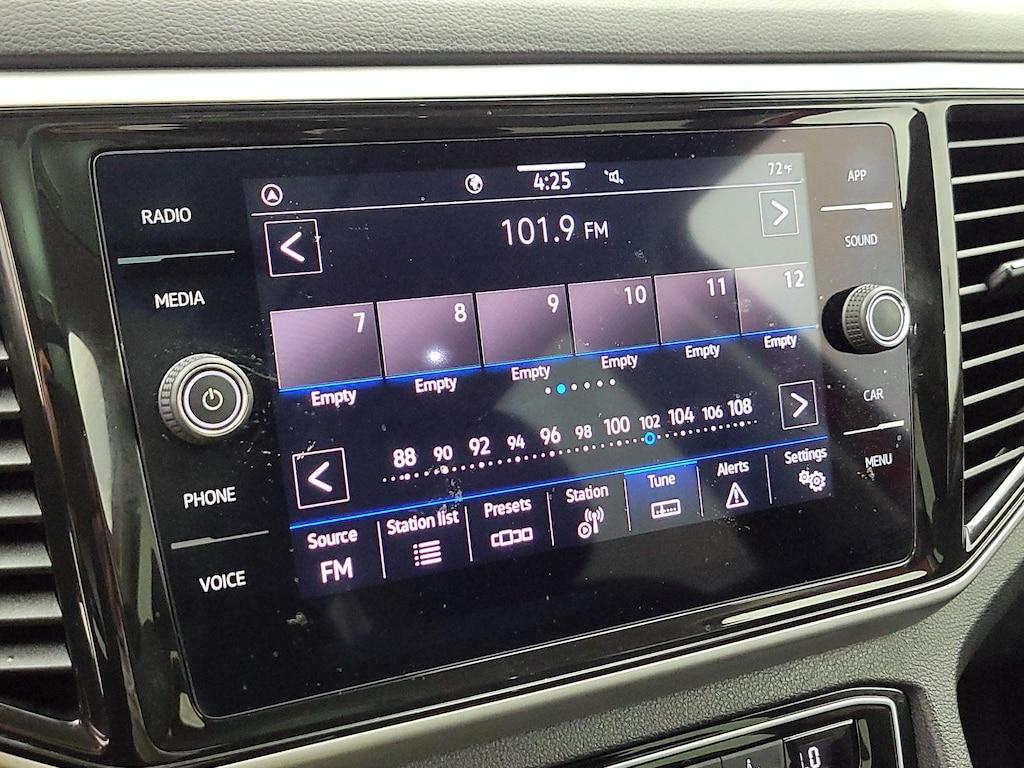 4:25
72°F
RADIO
MEDIA
PHONE
VOICE
APP
SOUND
CAR
MENU
101.9 FM
7 8 9 10 11 12
Empty Empty Empty Empty Empty Empty
88 90 92 94 96 98 100 102 104 106 108
Source Station list Presets Station Tune Alerts Settings
FM